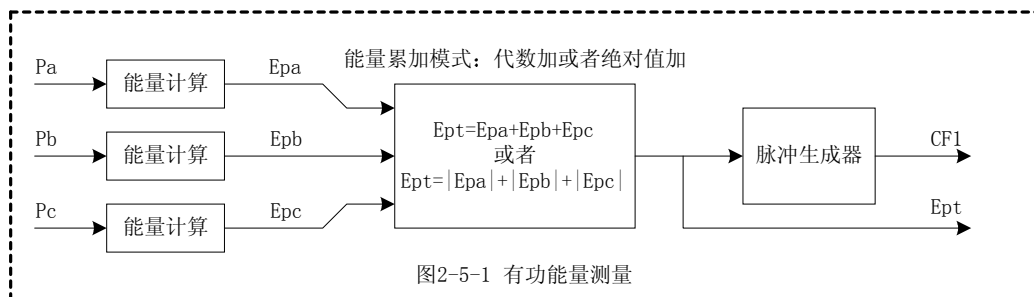 能量累加模式：代数加或者绝对值加
Pa
能量计算
Epa
Pb
能量计算
Epb
Pc
能量计算
Epc
Ept=Epa+Epb+Epc
或者
Ept=|Epa|+|Epb|+|Epc|
脉冲生成器
CF1
Ept
图2-5-1 有功能量测量